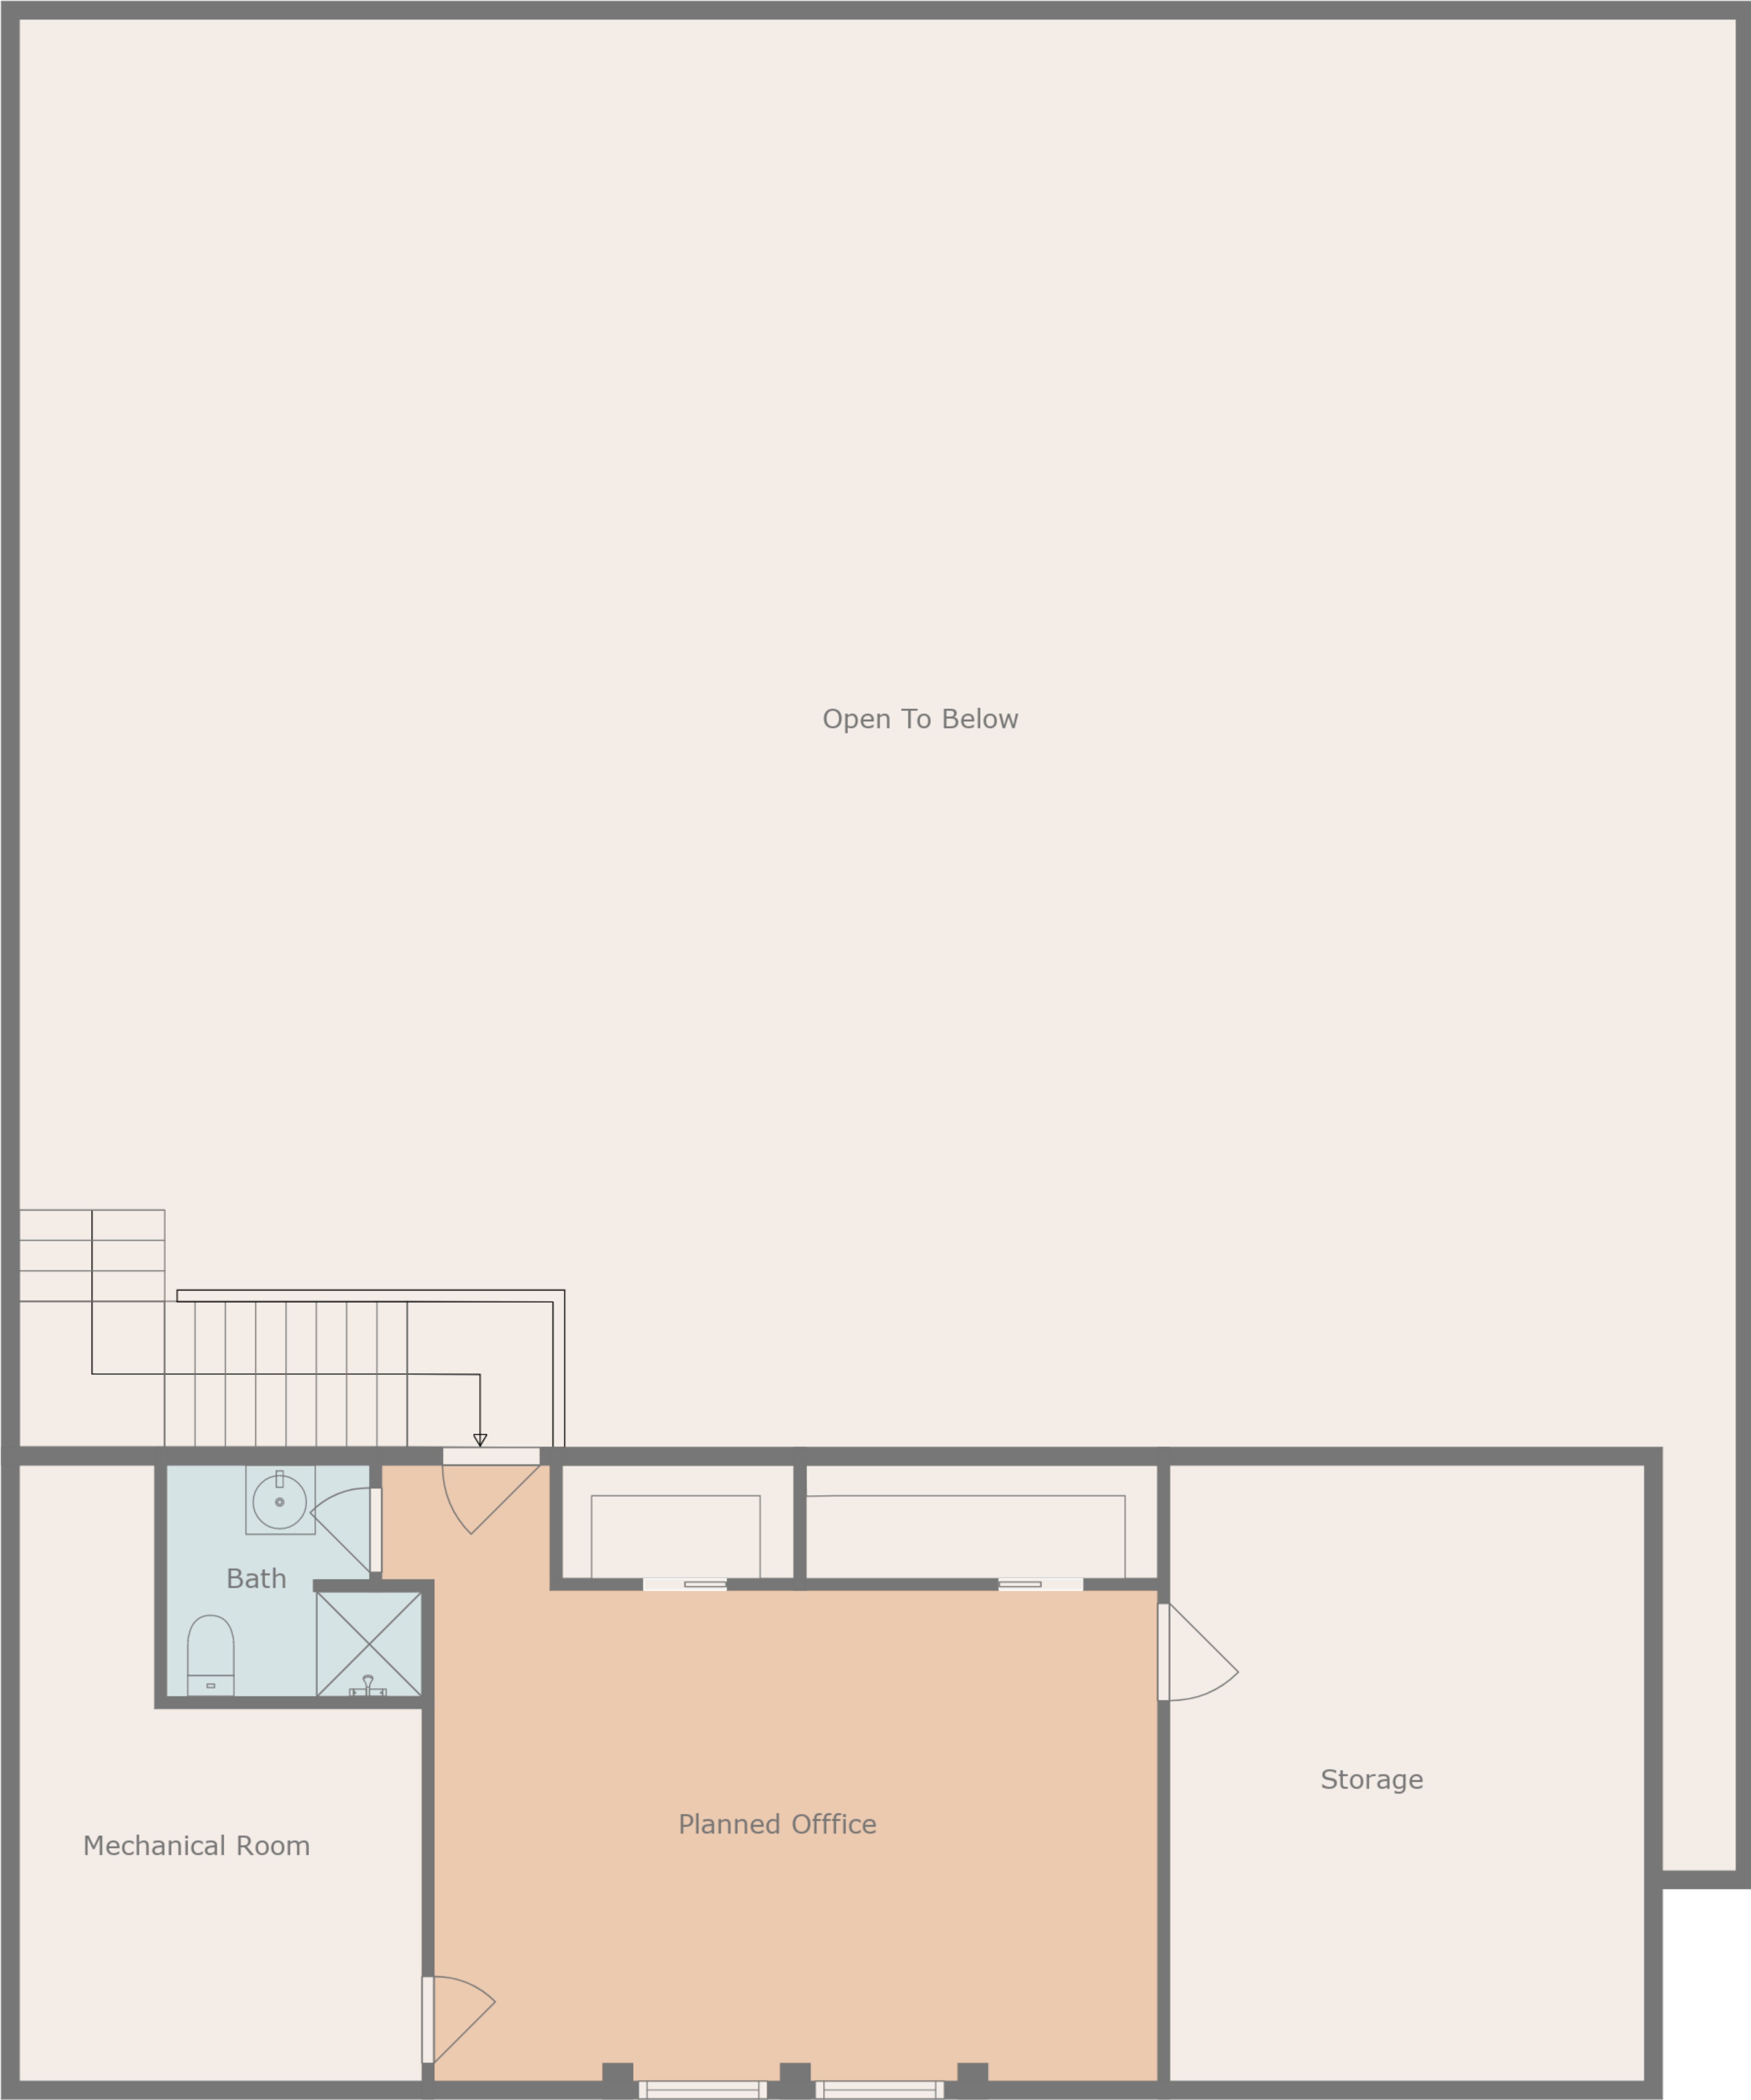 Open To Below
Bath
Storage
Planned Offfice
Mechanical Room